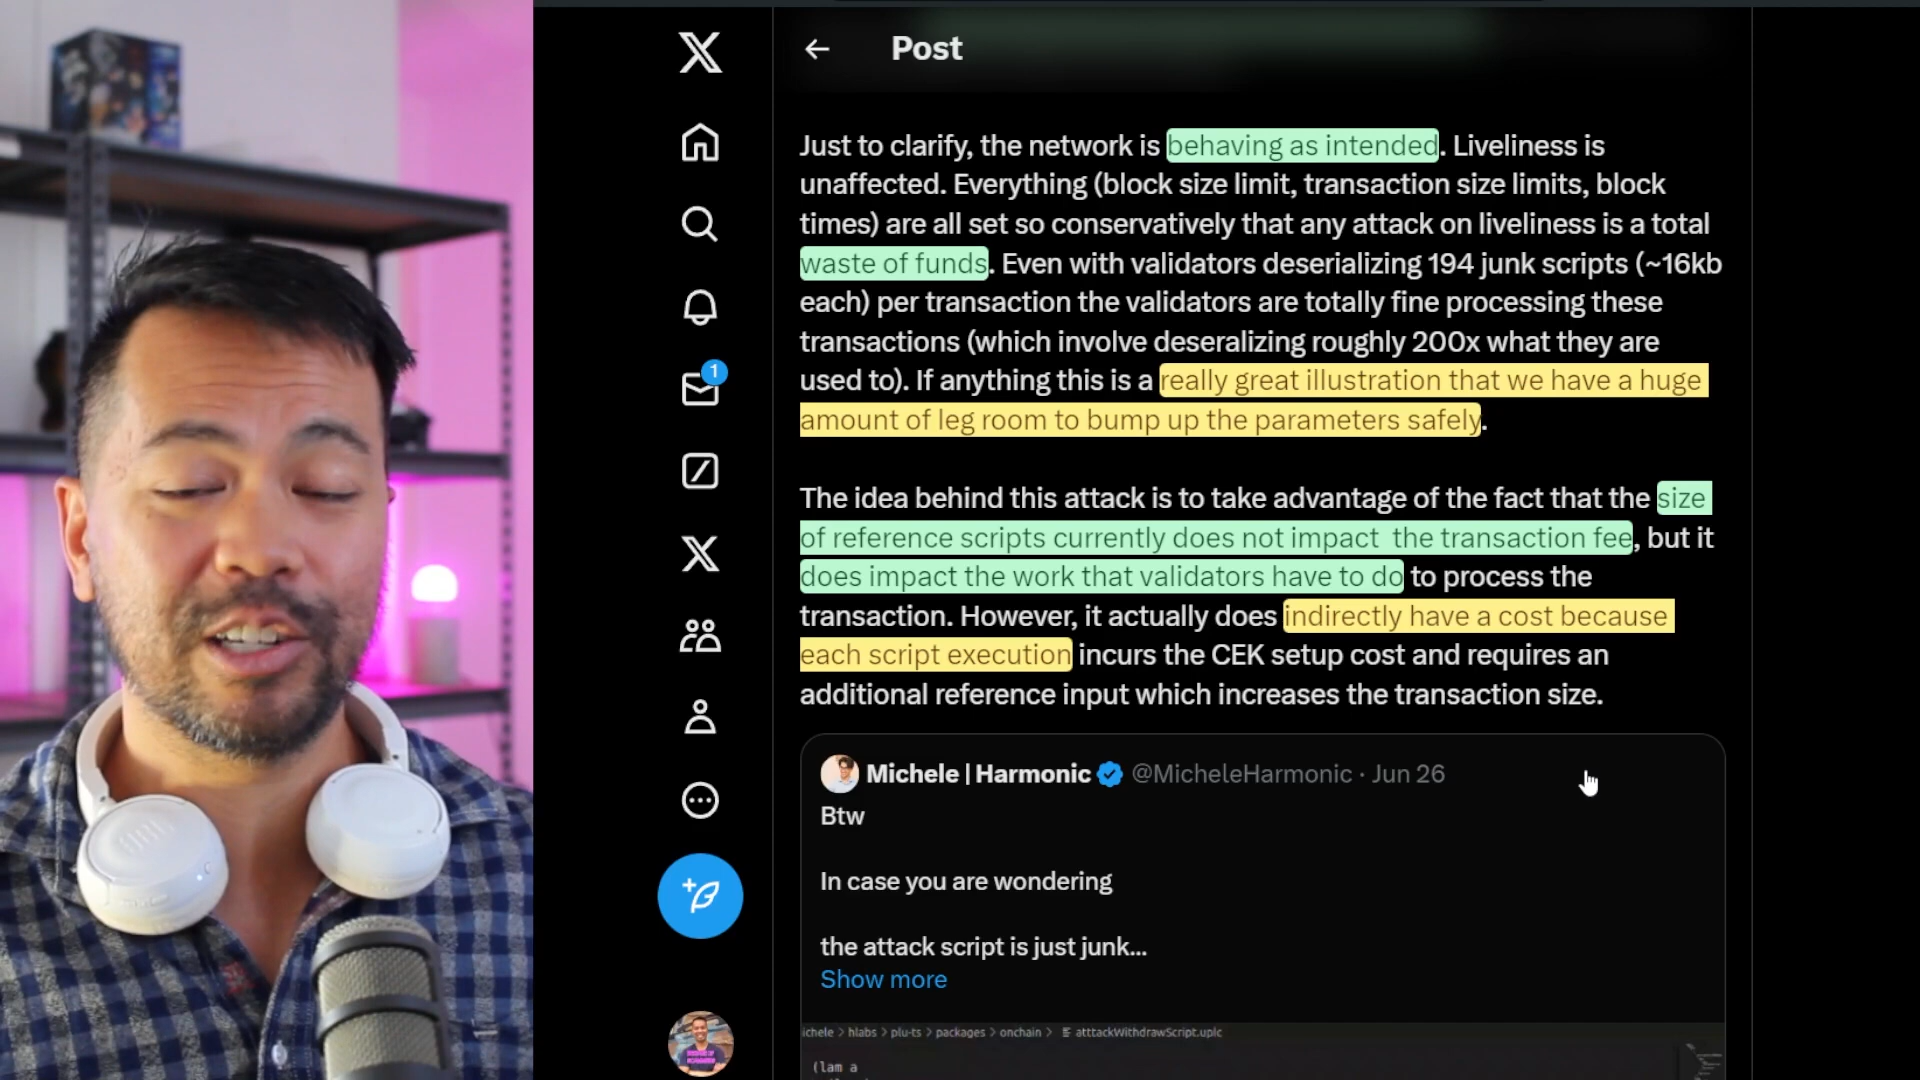 Post
Just to clarify, the network is behaving as intended. Liveliness is
unaffected. Everything (block size limit, transaction size limits, block
times) are all set so conservatively that any attack on liveliness is a total
waste of funds. Even with validators deserializing 194 junk scripts (~16kb
each) per transaction the validators are totally fine processing these
transactions (which involve deseralizing roughly 200x what they are
used to). If anything this is a really great illustration that we have a huge
amount of leg room to bump up the parameters safely.
The idea behind this attack is to take advantage of the fact that the size
of reference scripts currently does not impact the transaction fee, but it
does impact the work that validators have to do to process the
transaction. However, it actually does indirectly have a cost because
each script execution incurs the CEK setup cost and requires an
additional reference input which increases the transaction size.
1
Michele | Harmonic @MicheleHarmonic · Jun 26
Btw
In case you are wondering
the attack script is just junk...
Show more
ichele > hlabs > plu-ts > packages > onchain > atttackWithdrawScript.uplc
(lam a